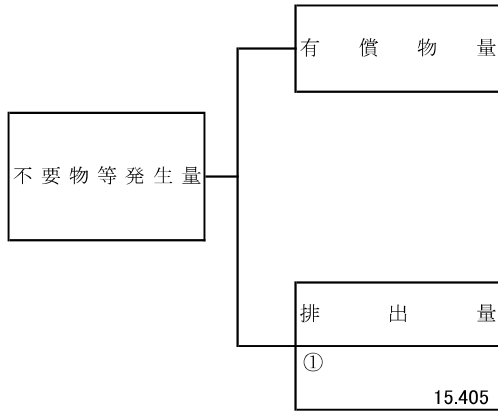 有償物量
不要物等発生量
排出量
①
15.405